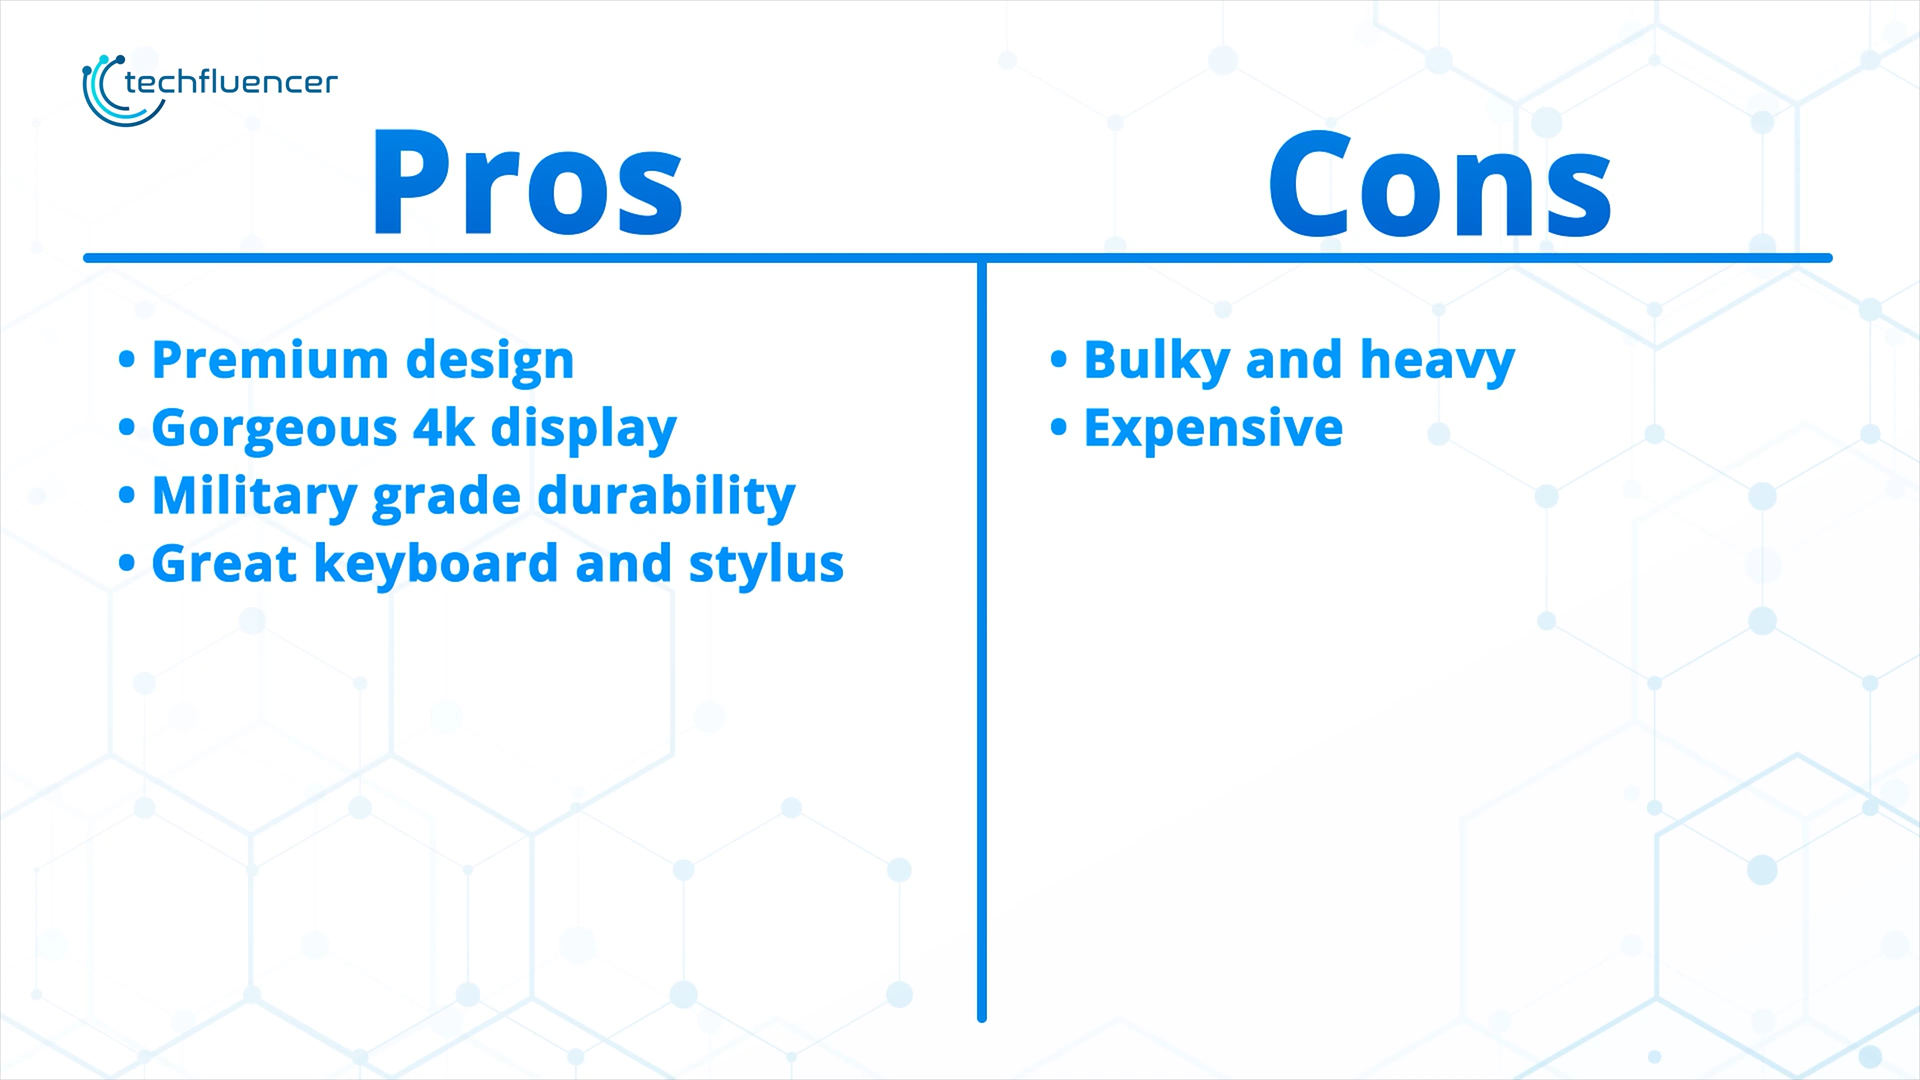 techfluencer
Pros
Cons
• Premium design
• Gorgeous 4k display
• Military grade durability
• Great keyboard and stylus
• Bulky and heavy
• Expensive